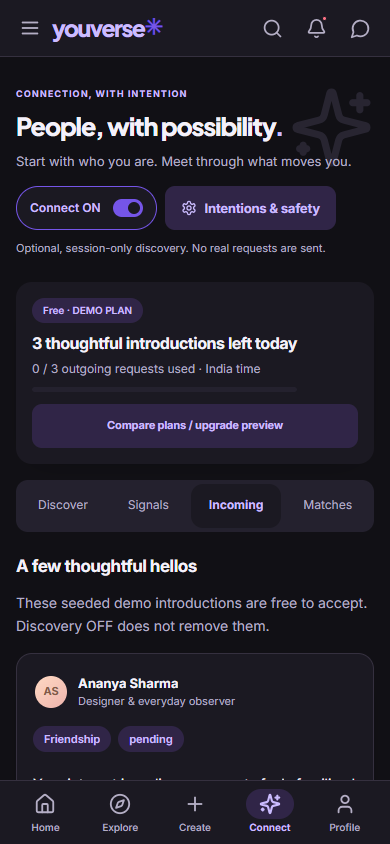 youverse
CONNECTION, WITH INTENTION
People, with possibility.
Start with who you are. Meet through what moves you.
Connect ON
Intentions & safety
Optional, session-only discovery. No real requests are sent.
Free · DEMO PLAN
3 thoughtful introductions left today
0 / 3 outgoing requests used · India time
Compare plans / upgrade preview
Discover Signals Incoming Matches
A few thoughtful hellos
These seeded demo introductions are free to accept.
Discovery OFF does not remove them.
AS
Ananya Sharma
Designer & everyday observer
Friendship pending
Home Explore Create Connect Profile